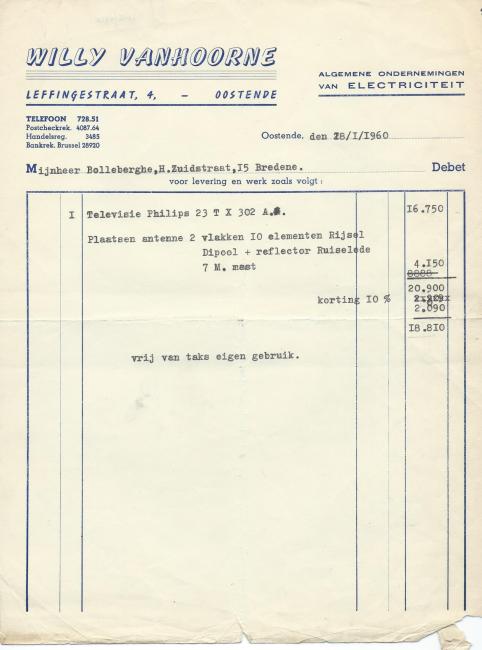 WILLY VANHOORNE
LEFFINGESTRAAT, 4, – OOSTENDE
ALGEMENE ONDERNEMINGEN
VAN ELECTRICITEIT
TELEFOON 728.51
Postcheckrek. 4087.64
Handelsreg. 3485
Bankrek. Brussel 28920
Oostende, den 28/I/1960
Mijnheer Bolleberghe,H.Zuidstraat,I5 Bredene. Debet
voor levering en werk zoals volgt:
I Televisie Philips 23 T X 302 A. I6.750
Plaatsen antenne 2 vlakken I0 elementen Rijsel
Dipool + reflector Ruiselede
7 M. mast 4.I50
20.900
korting I0 %
2.090
I8.8I0
vrij van taks eigen gebruik.